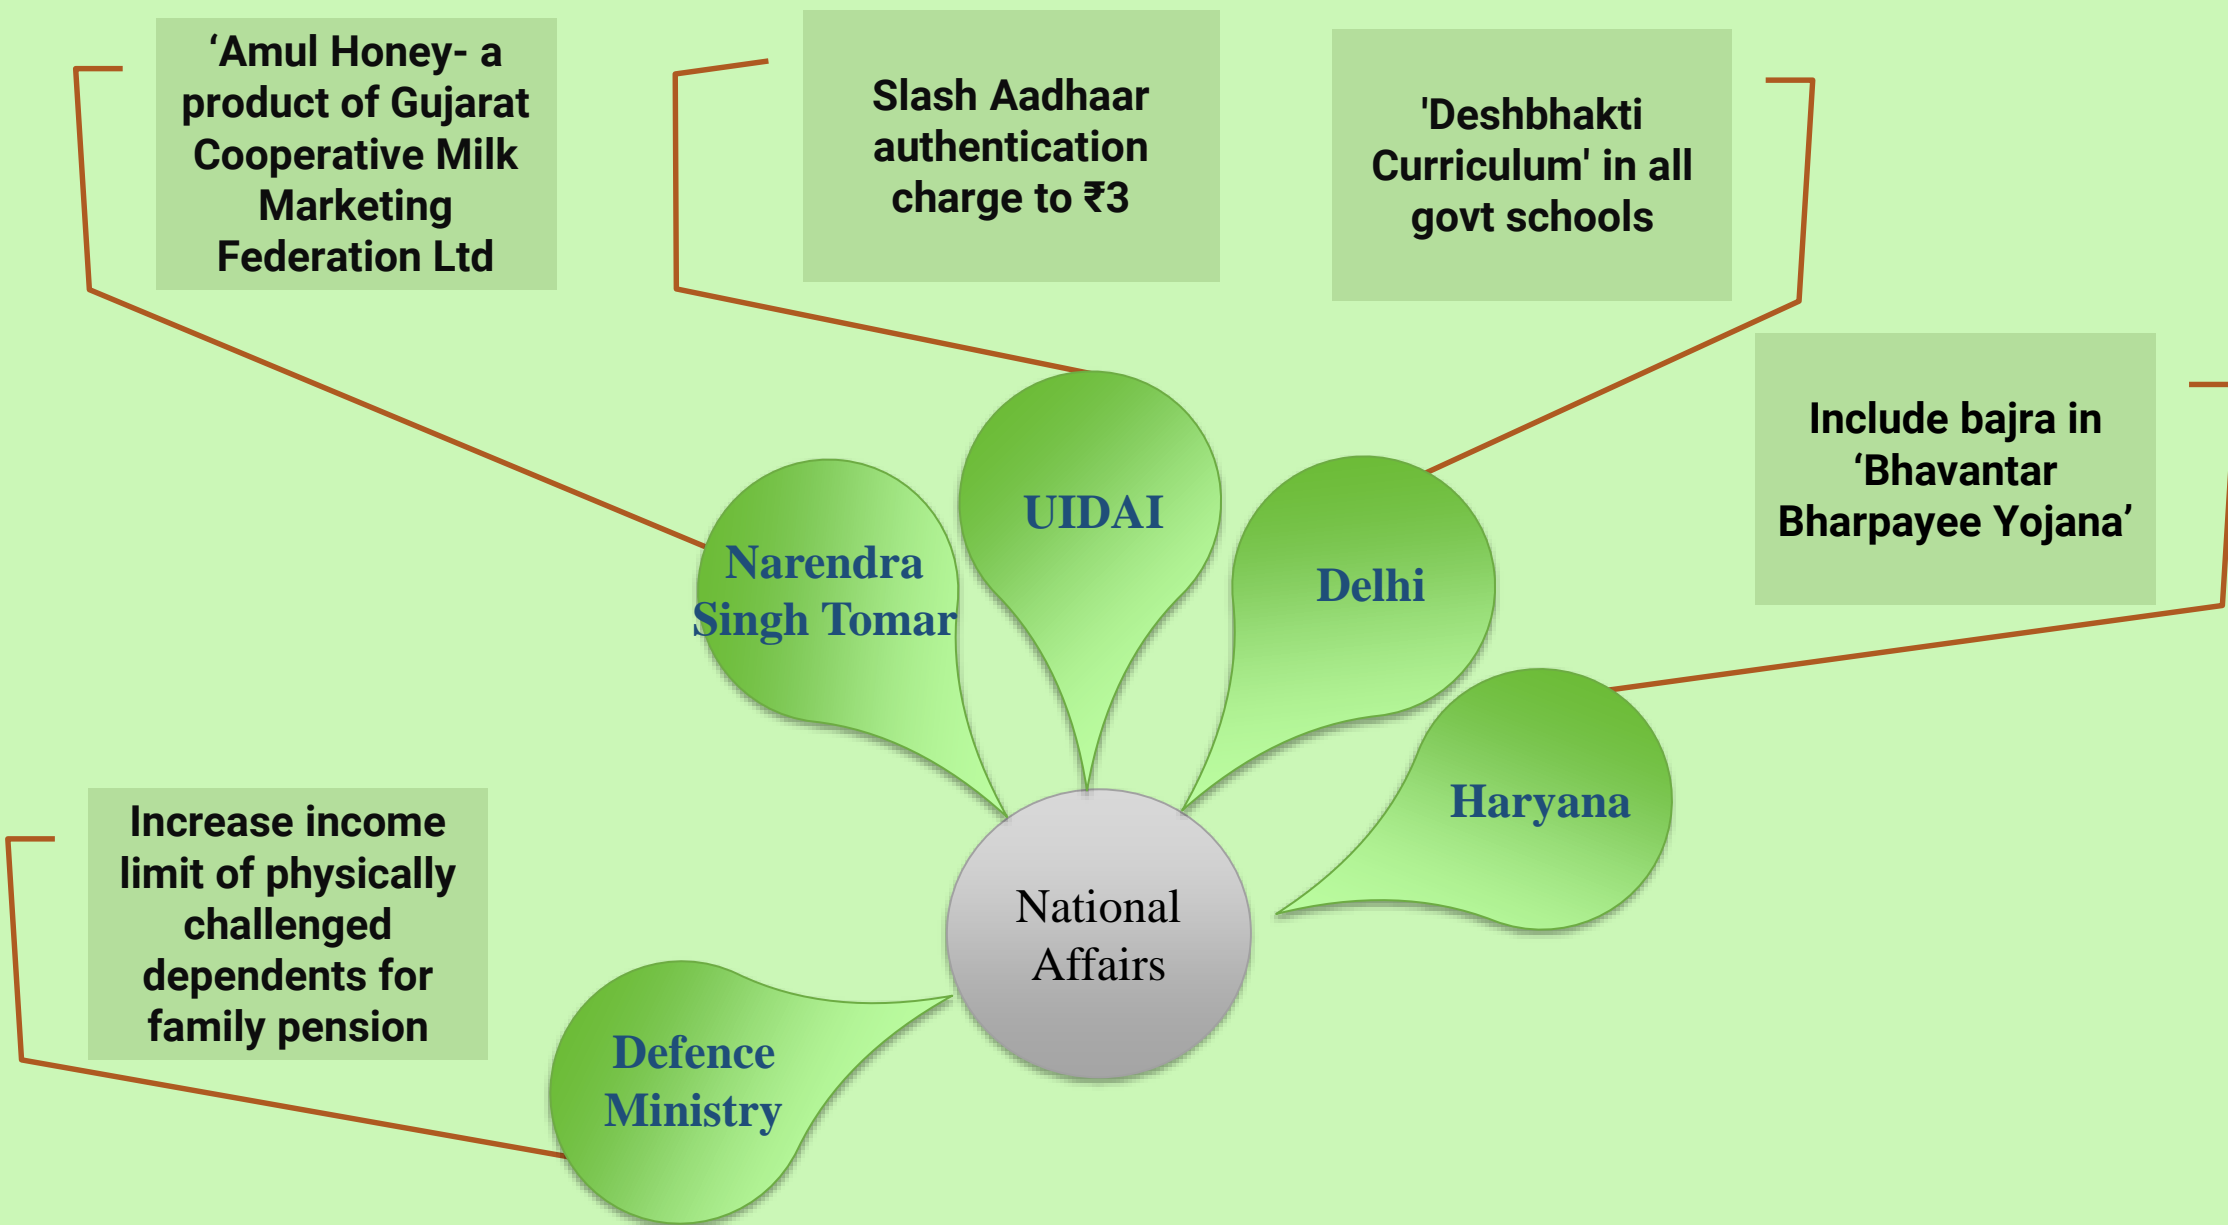 ‘Amul Honey- a
product of Gujarat
Cooperative Milk
Marketing
Federation Ltd
Slash Aadhaar
authentication
charge to ₹3
'Deshbhakti
Curriculum' in all
govt schools
Include bajra in
‘Bhavantar
Bharpayee Yojana’
UIDAI
Narendra
Singh Tomar
Delhi
Haryana
Increase income
limit of physically
challenged
dependents for
family pension
National
Affairs
Defence
Ministry